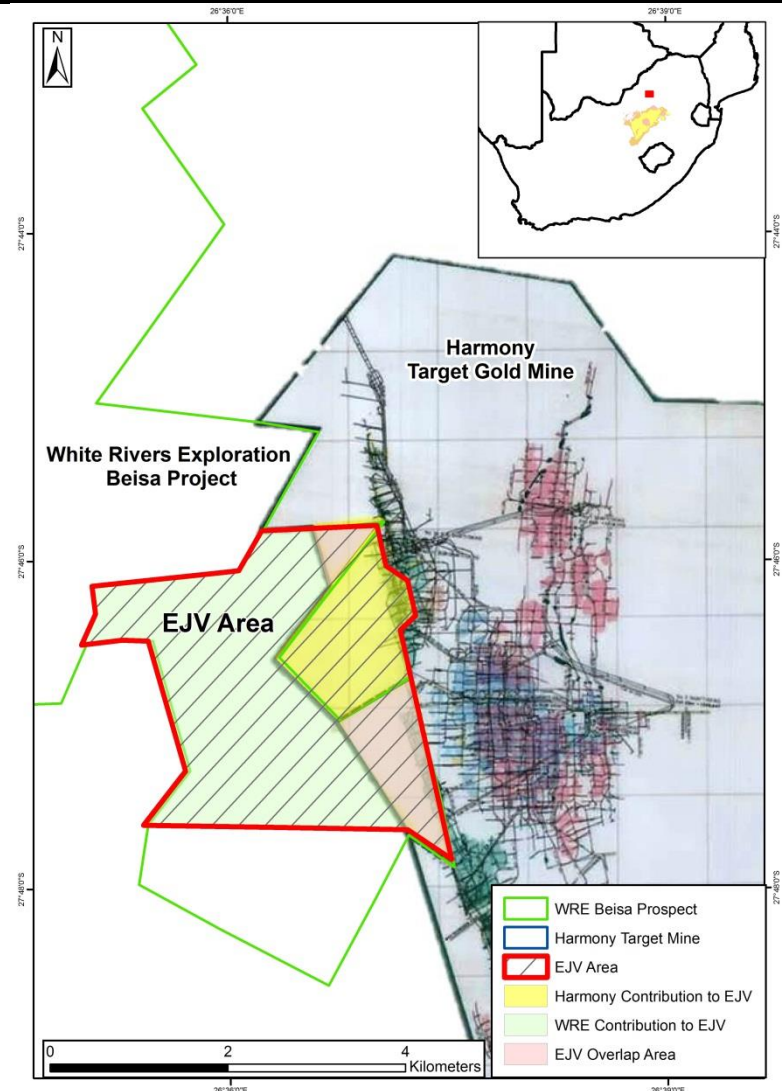 26°36'0"E
26°39'0"E
N
27°44'0"S
27°44'0"S
Harmony
Target Gold Mine
White Rivers Exploration
Beisa Project
27°46'0"S
27°46'0"S
EJV Area
27°48'0"S
27°48'0"S
WRE Beisa Prospect
Harmony Target Mine
EJV Area
Harmony Contribution to EJV
WRE Contribution to EJV
EJV Overlap Area
0
2
4
Kilometers
26°36'0"E
26°39'0"E